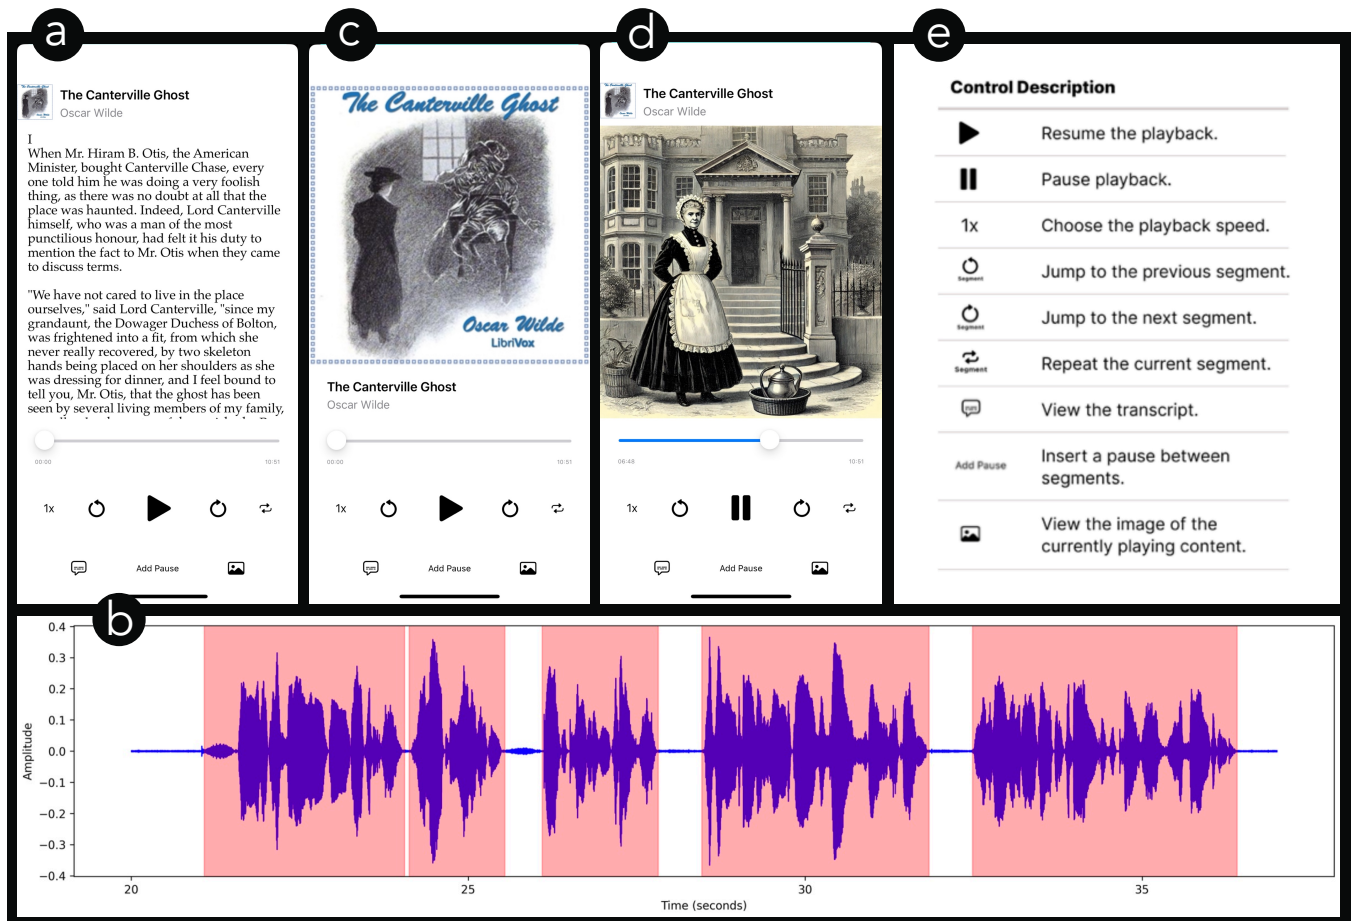 a
The Canterville Ghost
Oscar Wilde
I
When Mr. Hiram B. Otis, the American
Minister, bought Canterville Chase, every
one told him he was doing a very foolish
thing, as there was no doubt at all that the
place was haunted. Indeed, Lord Canterville
himself, who was a man of the most
punctilious honour, had felt it his duty to
mention the fact to Mr. Otis when they came
to discuss terms.
"We have not cared to live in the place
ourselves," said Lord Canterville, "since my
grandaunt, the Dowager Duchess of Bolton,
was frightened into a fit, from which she
never really recovered, by two skeleton
hands being placed on her shoulders as she
was dressing for dinner, and I feel bound to
tell you, Mr. Otis, that the ghost has been
seen by several living members of my family,
00:00
10:51
1x
Add Pause
c
The Canterville Ghost
Oscar Wilde
LibriVox
The Canterville Ghost
Oscar Wilde
00:00
10:51
1x
Add Pause
d
The Canterville Ghost
Oscar Wilde
06:48
10:51
1x
Add Pause
e
Control Description
Resume the playback.
Pause playback.
1x
Choose the playback speed.
Segment
Jump to the previous segment.
Segment
Jump to the next segment.
Segment
Repeat the current segment.
View the transcript.
Add Pause
Insert a pause between
segments.
View the image of the
currently playing content.
b
Amplitude
0.4
0.3
0.2
0.1
0.0
−0.1
−0.2
−0.3
−0.4
20
25
30
35
Time (seconds)